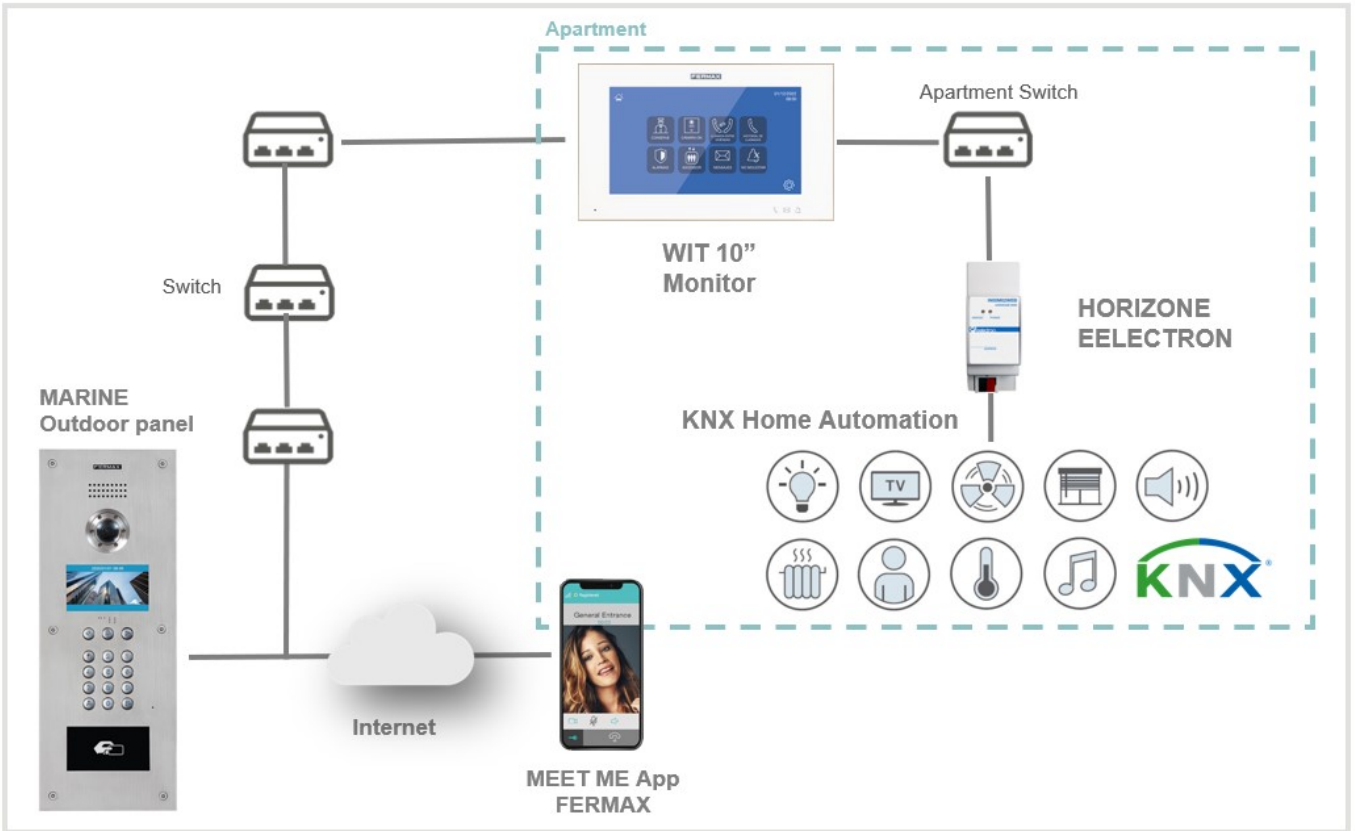 Apartment
FERMAX
Apartment Switch
WIT 10”
Monitor
Switch
HORIZONE
EELECTRON
MARINE
Outdoor panel
KNX Home Automation
FERMAX
TV
KNX
General Entrance
Internet
MEET ME App
FERMAX